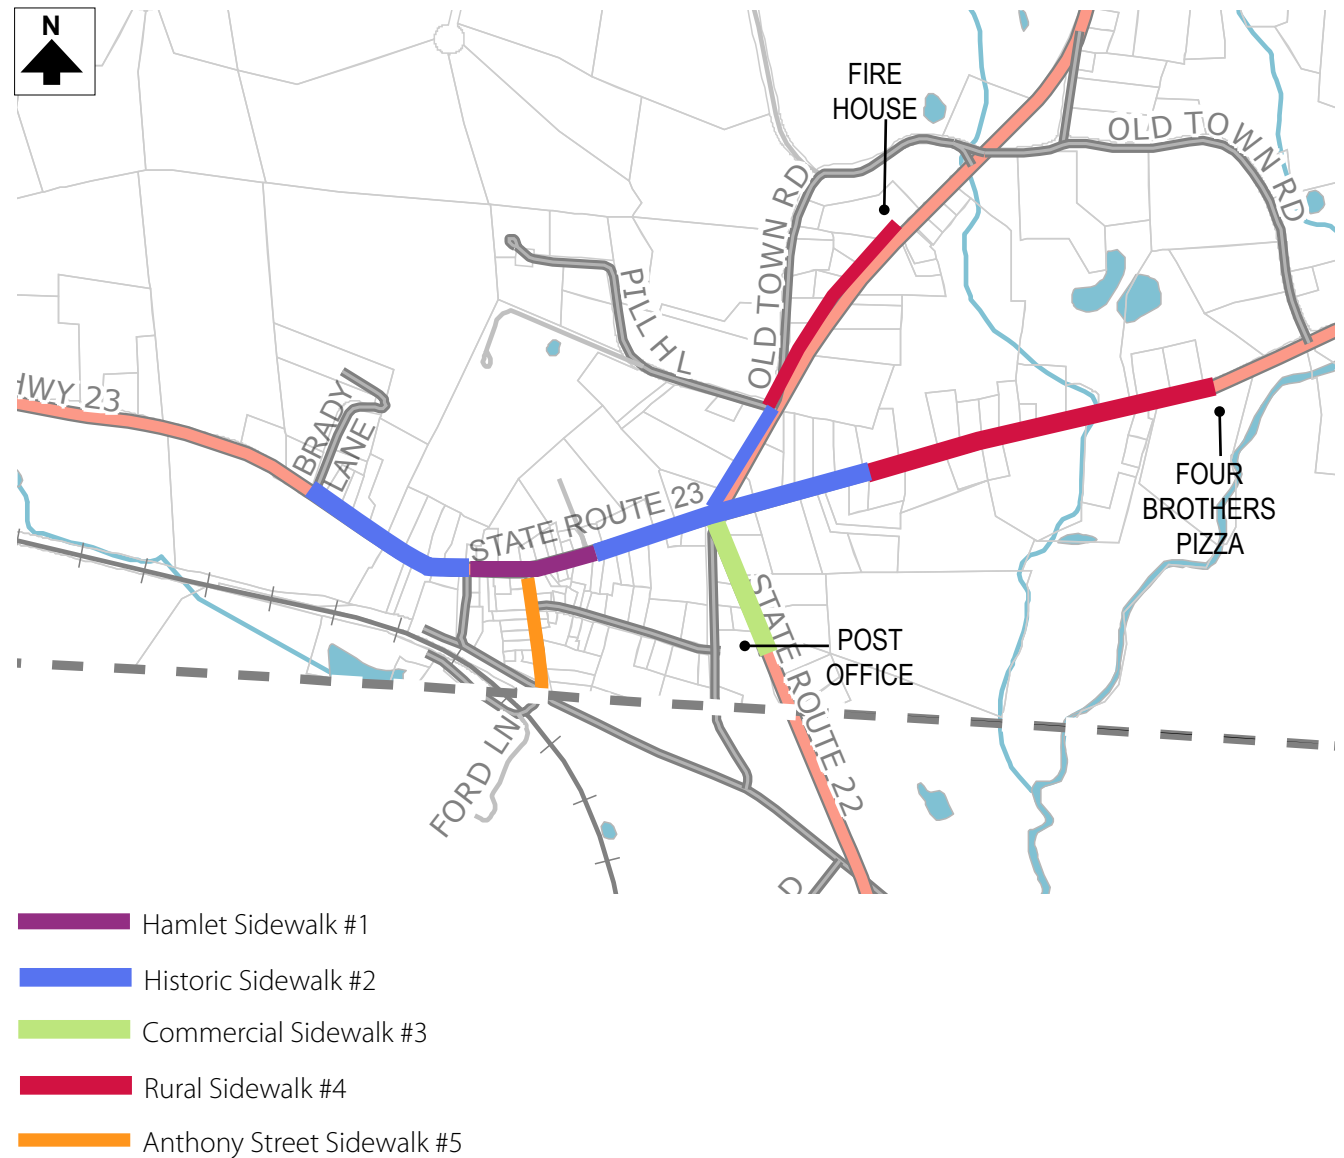 N
FIRE
HOUSE
OLD TOWN RD
OLD TOWN RD
PILL HL
HWY 23
BRADY
LANE
STATE ROUTE 23
FOUR
BROTHERS
PIZZA
STATE ROUTE 22
POST
OFFICE
FORD LN
D
Hamlet Sidewalk #1
Historic Sidewalk #2
Commercial Sidewalk #3
Rural Sidewalk #4
Anthony Street Sidewalk #5